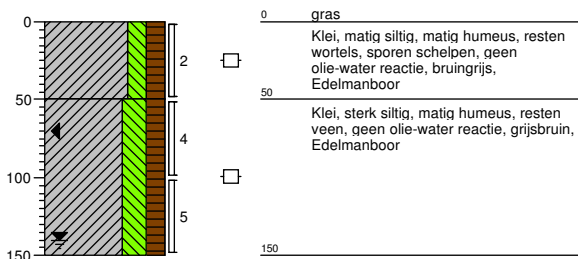 0
50
100
150
2
4
5
0 gras
Klei, matig siltig, matig humeus, resten
wortels, sporen schelpen, geen
olie-water reactie, bruingrijs,
Edelmanboor
50
Klei, sterk siltig, matig humeus, resten
veen, geen olie-water reactie, grijsbruin,
Edelmanboor
150